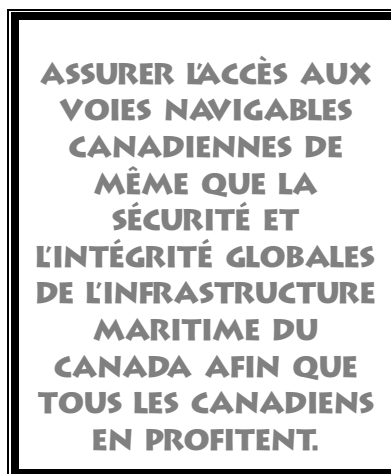 ASSURER L'ACCÈS AUX
VOIES NAVIGABLES
CANADIENNES DE
MÊME QUE LA
SÉCURITÉ ET
L'INTÉGRITÉ GLOBALES
DE L'INFRASTRUCTURE
MARITIME DU
CANADA AFIN QUE
TOUS LES CANADIENS
EN PROFITENT.